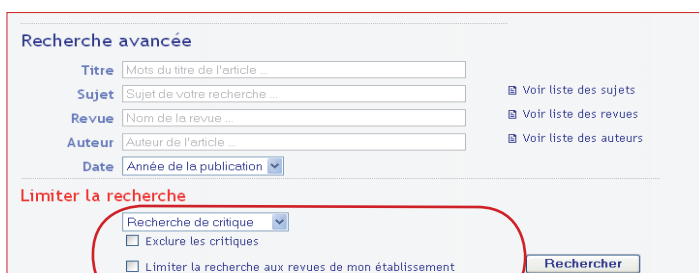 Recherche avancée
Titre Mots du titre de l'article ...
Sujet Sujet de votre recherche ... Voir liste des sujets
Revue Nom de la revue ... Voir liste des revues
Auteur Auteur de l'article ... Voir liste des auteurs
Date Année de la publication
Limiter la recherche
Recherche de critique
Exclure les critiques
Limiter la recherche aux revues de mon établissement Rechercher